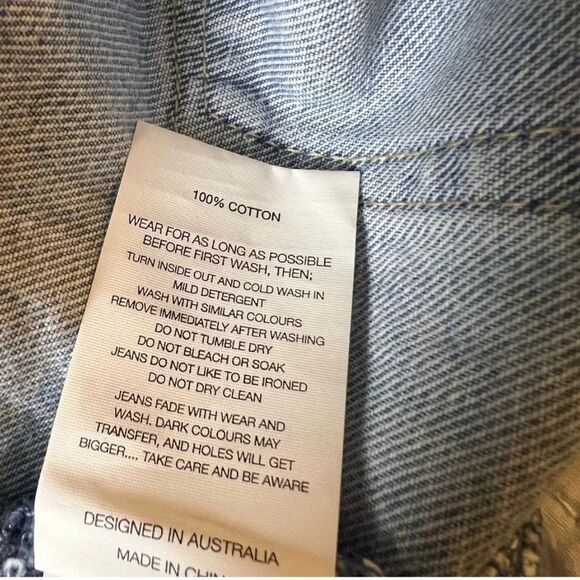 100% COTTON
WEAR FOR AS LONG AS POSSIBLE
BEFORE FIRST WASH, THEN;
TURN INSIDE OUT AND COLD WASH IN
MILD DETERGENT
WASH WITH SIMILAR COLOURS
REMOVE IMMEDIATELY AFTER WASHING
DO NOT TUMBLE DRY
DO NOT BLEACH OR SOAK
JEANS DO NOT LIKE TO BE IRONED
DO NOT DRY CLEAN
JEANS FADE WITH WEAR AND
WASH. DARK COLOURS MAY
TRANSFER, AND HOLES WILL GET
BIGGER.... TAKE CARE AND BE AWARE
DESIGNED IN AUSTRALIA
MADE IN